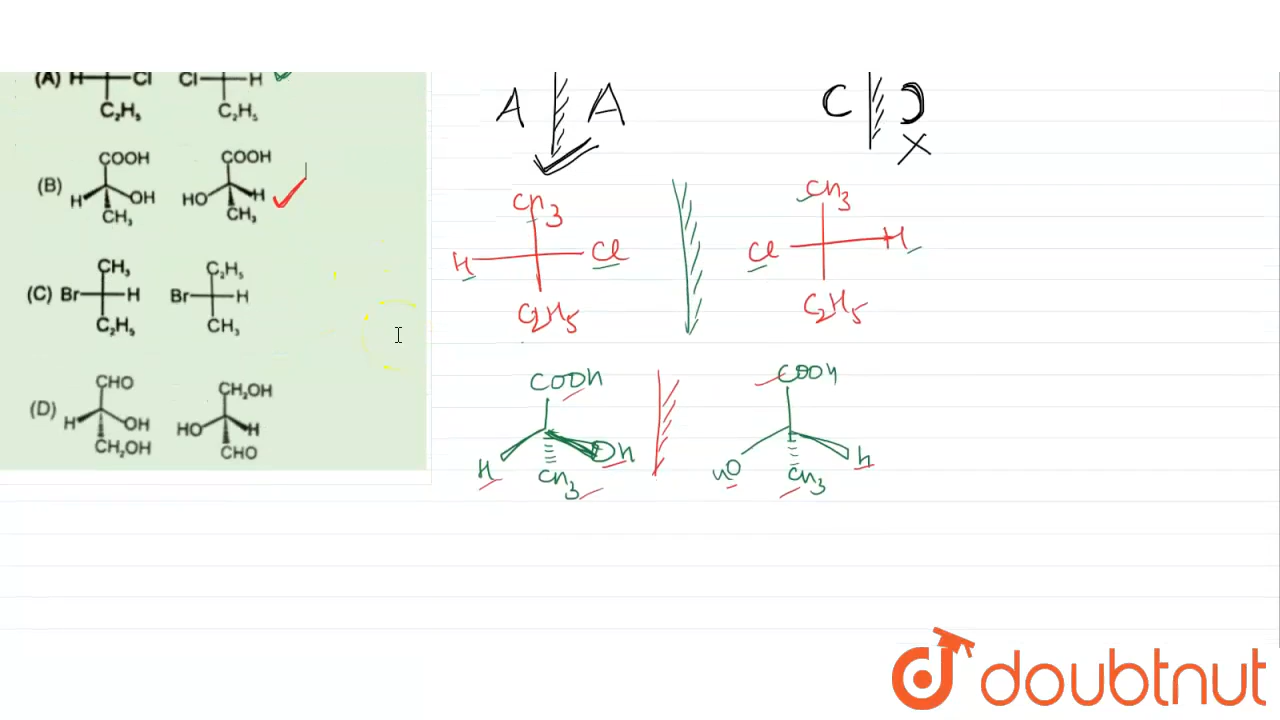 (A) H Cl Cl H
C₂H₅ C₂H₅
(B) COOH COOH
H OH HO H
CH₃ CH₃
(C) CH₃ C₂H₅
Br H Br H
C₂H₅ CH₃
(D) CHO CH₂OH
H OH HO H
CH₂OH CHO
A A C
CH₃ CH₃
H Cl Cl H
C₂H₅ C₂H₅
COOH COOH
H OH HO H
CH₃ CH₃
doubtnut